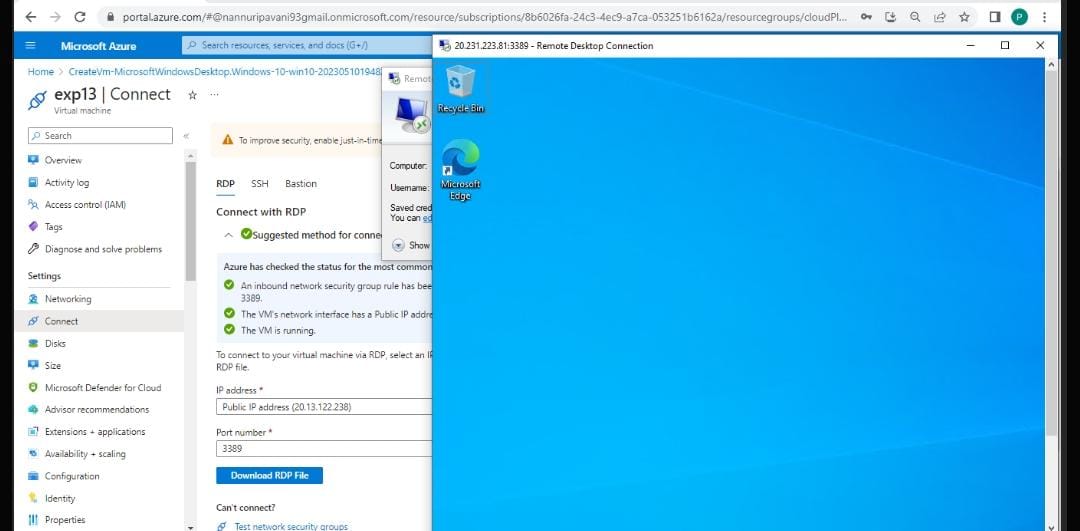 portal.azure.com/#@nannuripavani93gmail.onmicrosoft.com/resource/subscriptions/8b6026fa-24c3-4ec9-a7ca-053251b6162a/resourcegroups/cloudPl...
P
Microsoft Azure
Search resources, services, and docs (G+/)
20.231.223.81:3389 - Remote Desktop Connection
Home > CreateVm-MicrosoftWindowsDesktop.Windows-10-win10-20230510194
exp13 | Connect
Virtual machine
Search
Overview
Activity log
Access control (IAM)
Tags
Diagnose and solve problems
Settings
Networking
Connect
Disks
Size
Microsoft Defender for Cloud
Advisor recommendations
Extensions + applications
Availability + scaling
Configuration
Identity
Properties
To improve security, enable just-in-time
RDP SSH Bastion
Connect with RDP
Suggested method for conne
Azure has checked the status for the most common
An inbound network security group rule has bee
3389.
The VM's network interface has a Public IP addre
The VM is running.
To connect to your virtual machine via RDP, select an IP
RDP file.
IP address *
Public IP address (20.13.122.238)
Port number *
3389
Download RDP File
Can't connect?
Test network security groups
Remote
Computer:
Username:
Saved cred
You can ed
Show
Recycle Bin
Microsoft
Edge